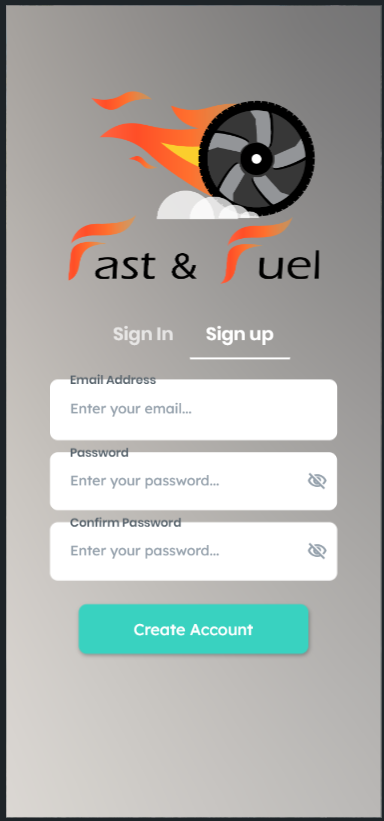 Fast & Fuel
Sign In Sign up
Email Address
Enter your email...
Password
Enter your password...
Confirm Password
Enter your password...
Create Account